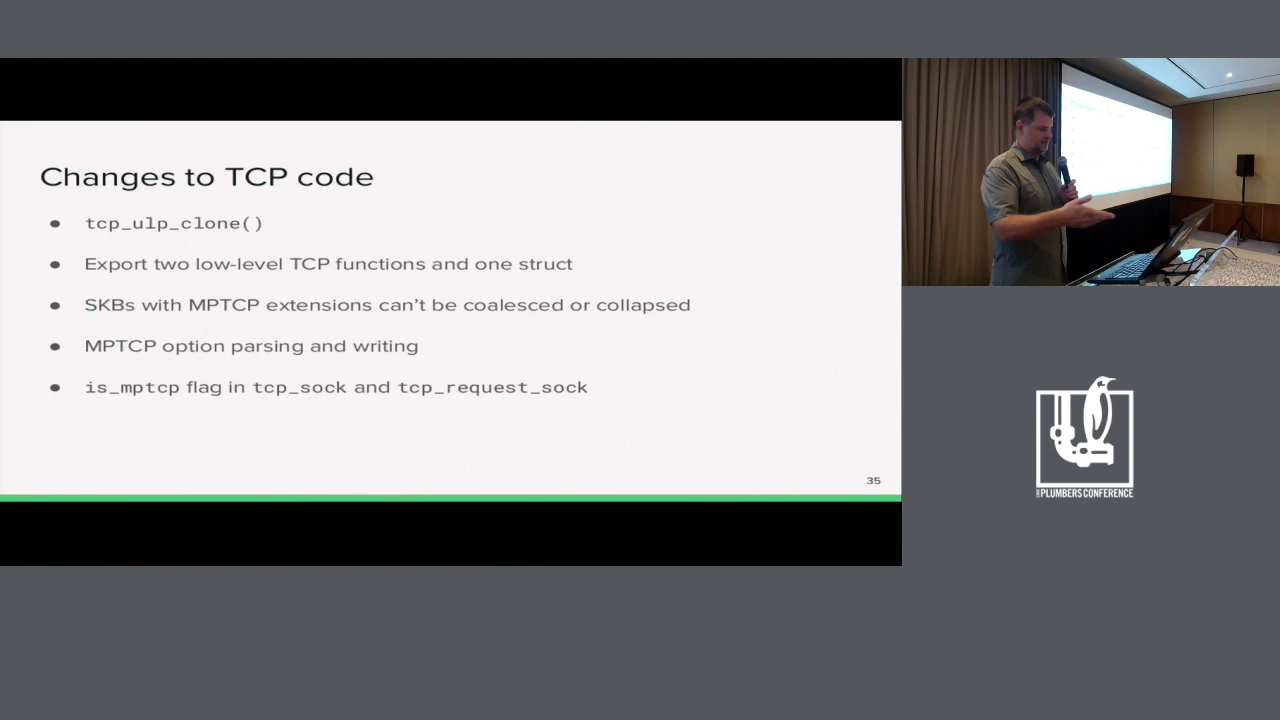 Changes to TCP code
● tcp_ulp_clone()
● Export two low-level TCP functions and one struct
● SKBs with MPTCP extensions can’t be coalesced or collapsed
● MPTCP option parsing and writing
● is_mptcp flag in tcp_sock and tcp_request_sock
35
PLUMBERS CONFERENCE